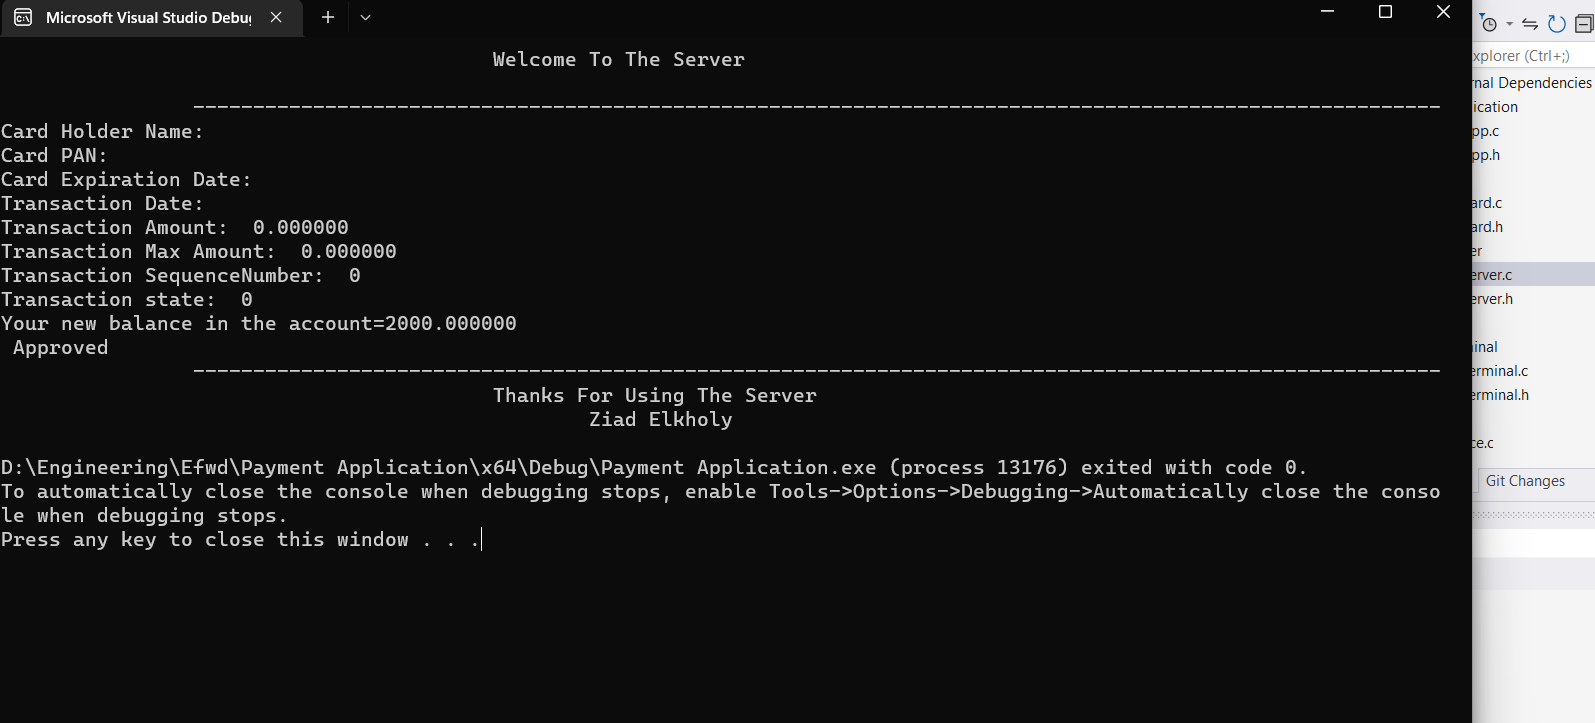 Microsoft Visual Studio Debu
Welcome To The Server
Card Holder Name:
Card PAN:
Card Expiration Date:
Transaction Date:
Transaction Amount:  0.000000
Transaction Max Amount:  0.000000
Transaction SequenceNumber:  0
Transaction state:  0
Your new balance in the account=2000.000000
Approved
Thanks For Using The Server
Ziad Elkholy
D:\Engineering\Efwd\Payment Application\x64\Debug\Payment Application.exe (process 13176) exited with code 0.
To automatically close the console when debugging stops, enable Tools->Options->Debugging->Automatically close the conso
le when debugging stops.
Press any key to close this window . . .
xplorer (Ctrl+;)
rnal Dependencies
ication
pp.c
pp.h
ard.c
ard.h
er
erver.c
erver.h
inal
erminal.c
erminal.h
ce.c
Git Changes